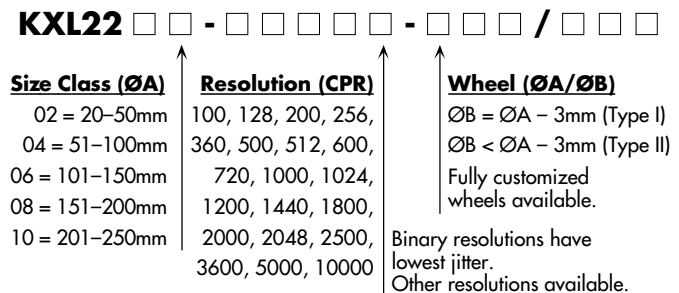 KXL22 □ □ - □ □ □ □ □ - □ □ □ / □ □ □
Size Class (ØA)
02 = 20–50mm
04 = 51–100mm
06 = 101–150mm
08 = 151–200mm
10 = 201–250mm
Resolution (CPR)
100, 128, 200, 256,
360, 500, 512, 600,
720, 1000, 1024,
1200, 1440, 1800,
2000, 2048, 2500,
3600, 5000, 10000
Binary resolutions have
lowest jitter.
Other resolutions available.
Wheel (ØA/ØB)
ØB = ØA – 3mm (Type I)
ØB < ØA – 3mm (Type II)
Fully customized
wheels available.